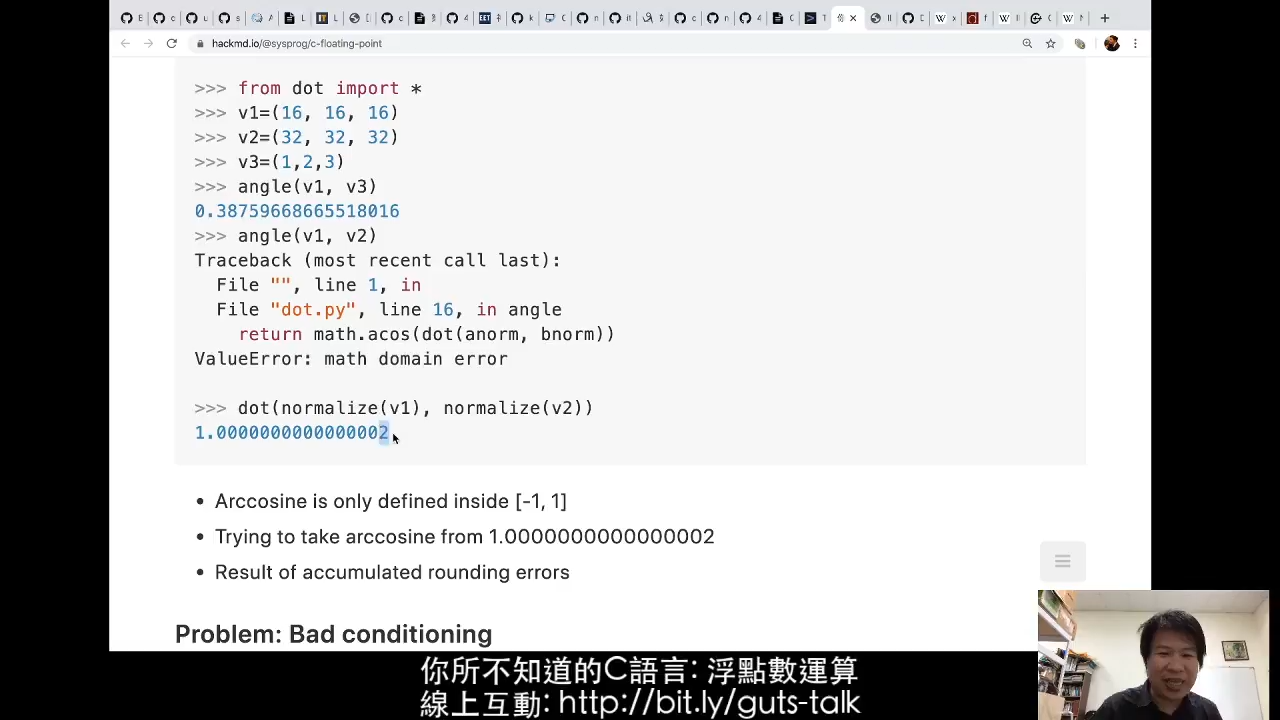 hackmd.io/@sysprog/c-floating-point
>>> from dot import *
>>> v1=(16, 16, 16)
>>> v2=(32, 32, 32)
>>> v3=(1,2,3)
>>> angle(v1, v3)
0.38759668665518016
>>> angle(v1, v2)
Traceback (most recent call last):
File "", line 1, in
File "dot.py", line 16, in angle
return math.acos(dot(anorm, bnorm))
ValueError: math domain error
>>> dot(normalize(v1), normalize(v2))
1.0000000000000002
• Arccosine is only defined inside [-1, 1]
• Trying to take arccosine from 1.0000000000000002
• Result of accumulated rounding errors
Problem: Bad conditioning
你所不知道的C語言: 浮點數運算
線上互動: http://bit.ly/guts-talk